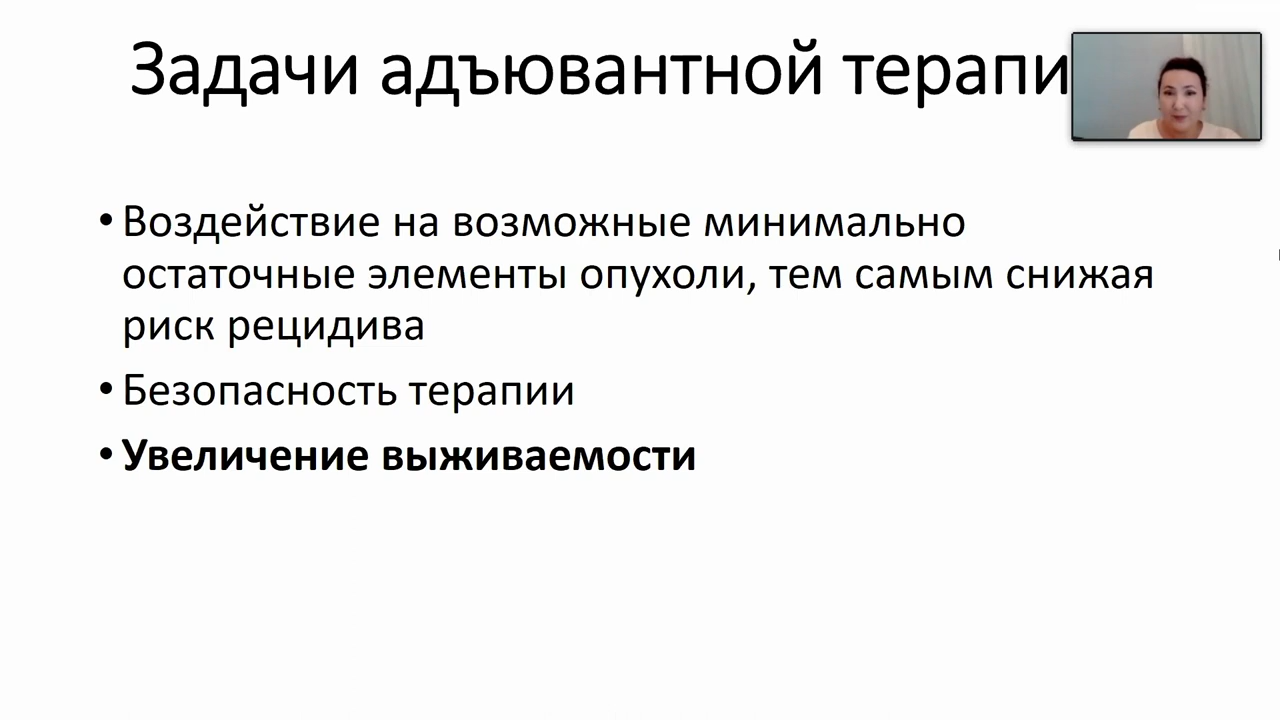 Задачи адъювантной терапи
• Воздействие на возможные минимально
остаточные элементы опухоли, тем самым снижая
риск рецидива
• Безопасность терапии
• Увеличение выживаемости